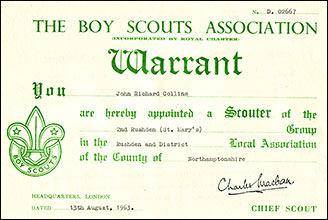 No. D. 02667
THE BOY SCOUTS ASSOCIATION
(INCORPORATED BY ROYAL CHARTER)
Warrant
You John Richard Collins
are hereby appointed a Scouter of the
2nd Rushden (St. Mary's) Group
in the Rushden and District Local Association
of the County of Northamptonshire
BOY SCOUTS
Charles Maclean
HEADQUARTERS, LONDON.
DATED 13th August, 1963. CHIEF SCOUT